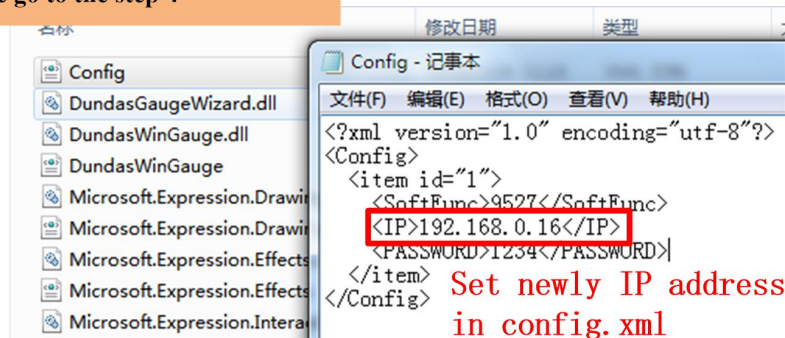 go to the step 4
名称
修改日期
类型
Config
DundasGaugeWizard.dll
DundasWinGauge.dll
DundasWinGauge
Microsoft.Expression.Drawin
Microsoft.Expression.Drawin
Microsoft.Expression.Effects
Microsoft.Expression.Effects
Microsoft.Expression.Interac
Config - 记事本
文件(F) 编辑(E) 格式(O) 查看(V) 帮助(H)
<?xml version="1.0" encoding="utf-8"?>
<Config>
<item id="1">
<SoftFunc>9527</SoftFunc>
<IP>192.168.0.16</IP>
<PASSWORD>1234</PASSWORD>
</item>
</Config>
Set newly IP address
in config.xml